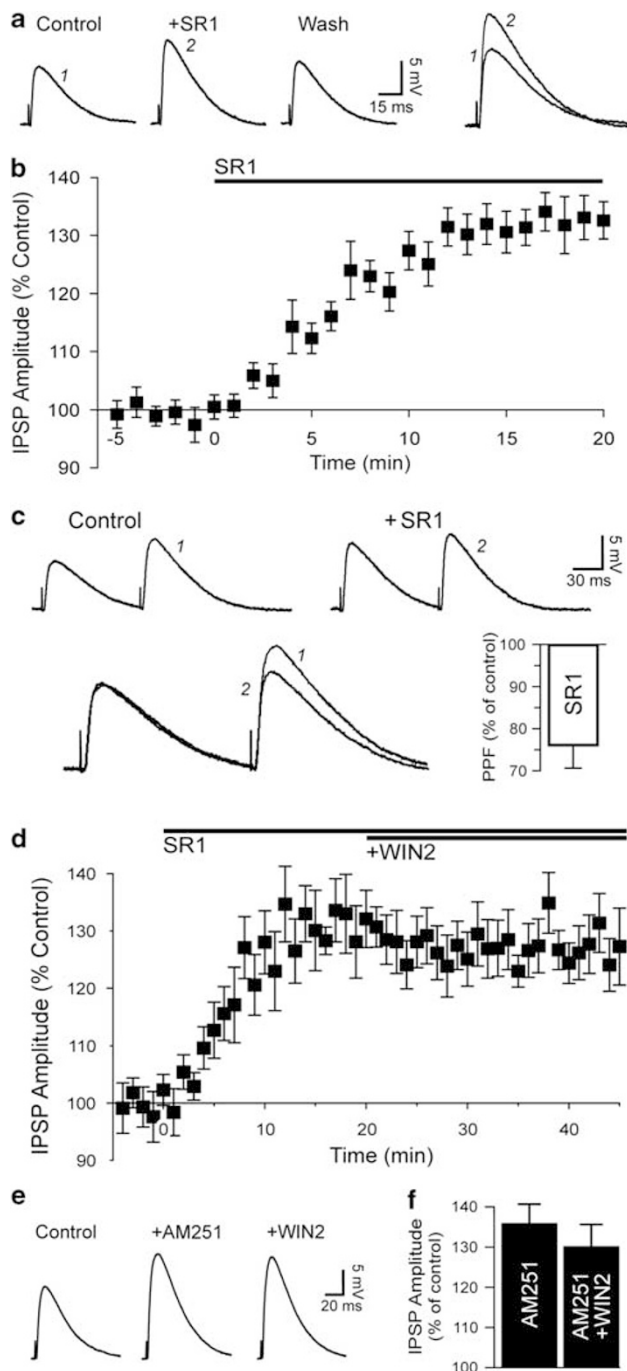 a
Control +SR1 Wash
1 2 1 2
5 mV
15 ms
b
SR1
IPSP Amplitude (% Control)
140
130
120
110
100
90
-5 0 5 10 15 20
Time (min)
c
Control + SR1
1 2
5 mV
30 ms
1
2
PPF (% of control)
100
90
80
70
SR1
d
SR1
+WIN2
IPSP Amplitude (% Control)
140
130
120
110
100
90
0 10 20 30 40
Time (min)
e
Control +AM251 +WIN2
5 mV
20 ms
f
IPSP Amplitude
(% of control)
140
130
120
110
100
AM251
AM251
+WIN2